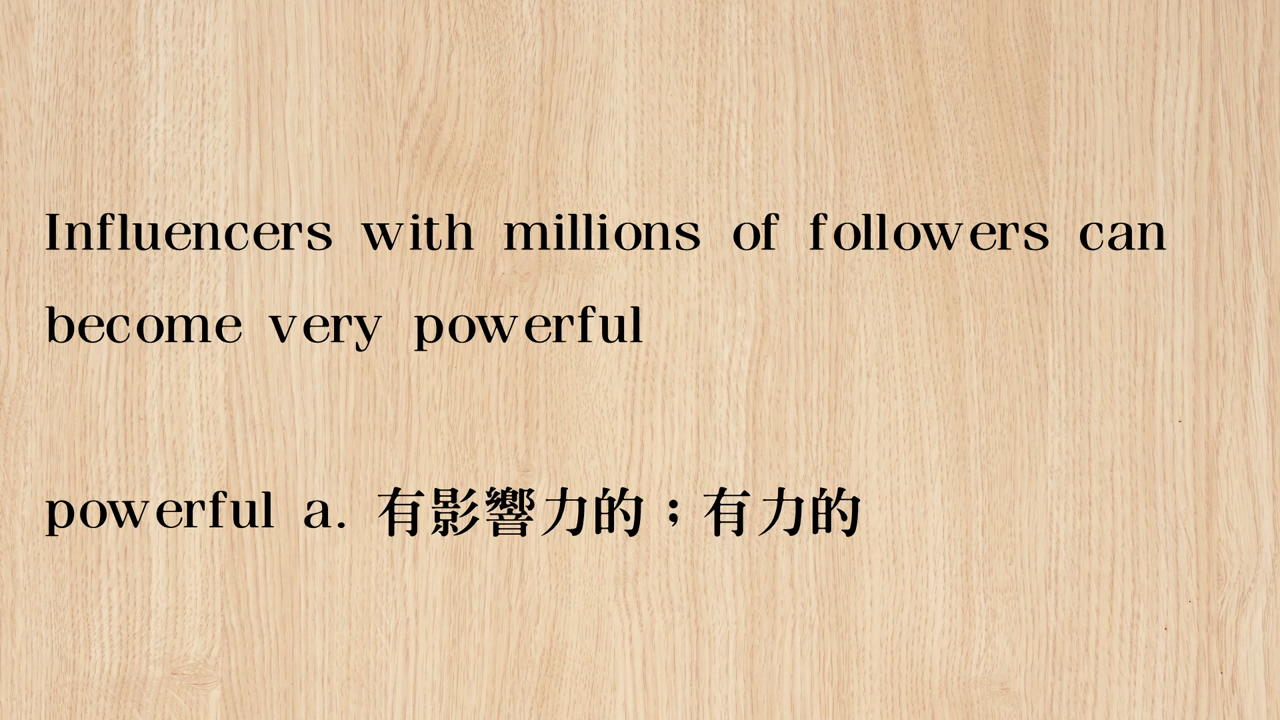 Influencers with millions of followers can
become very powerful
powerful a. 有影響力的；有力的